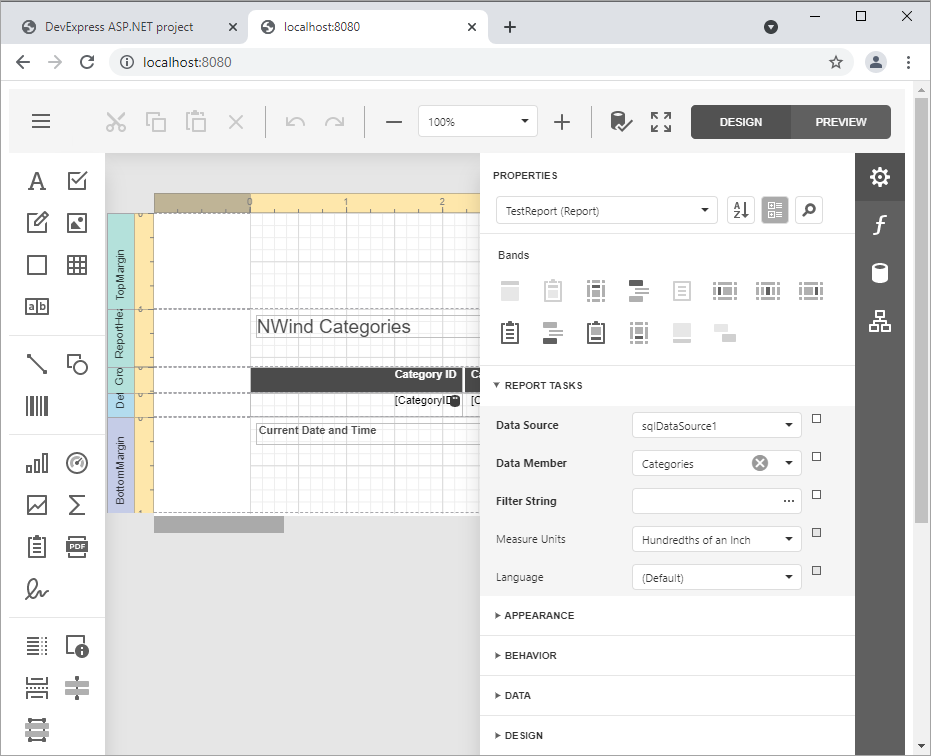 DevExpress ASP.NET project
localhost:8080
localhost:8080
100%
DESIGN
PREVIEW
A
a b
PDF
PROPERTIES
TestReport (Report)
A
Z
Bands
0 1 2
TopMargin
ReportHe
Gro
Det
BottomMargin
NWind Categories
Category ID
Ca
[CategoryID
[C
Current Date and Time
REPORT TASKS
Data Source
sqlDataSource1
Data Member
Categories
Filter String
...
Measure Units
Hundredths of an Inch
Language
(Default)
APPEARANCE
BEHAVIOR
DATA
DESIGN
f